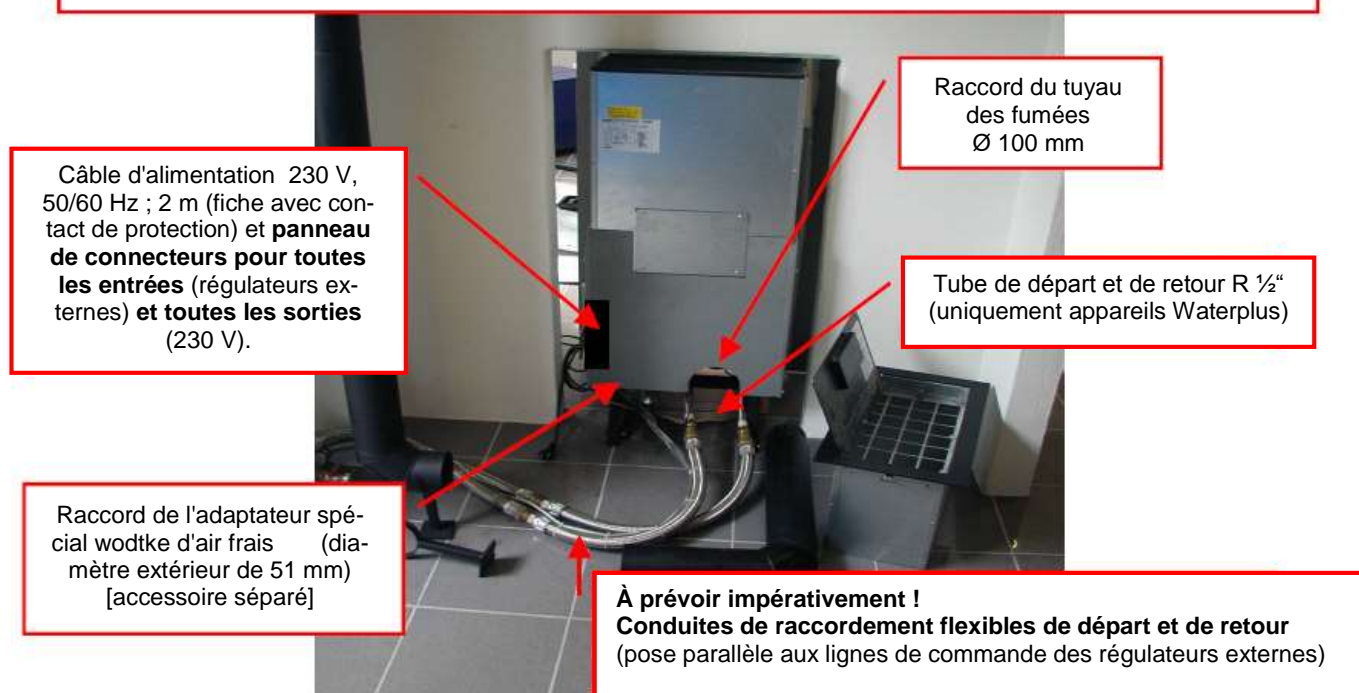 Raccord du tuyau
des fumées
Ø 100 mm
Câble d'alimentation 230 V,
50/60 Hz ; 2 m (fiche avec con-
tact de protection) et panneau
de connecteurs pour toutes
les entrées (régulateurs ex-
ternes) et toutes les sorties
(230 V).
Tube de départ et de retour R ½“
(uniquement appareils Waterplus)
Raccord de l'adaptateur spé-
cial wodtke d'air frais (dia-
mètre extérieur de 51 mm)
[accessoire séparé]
À prévoir impérativement !
Conduites de raccordement flexibles de départ et de retour
(pose parallèle aux lignes de commande des régulateurs externes)